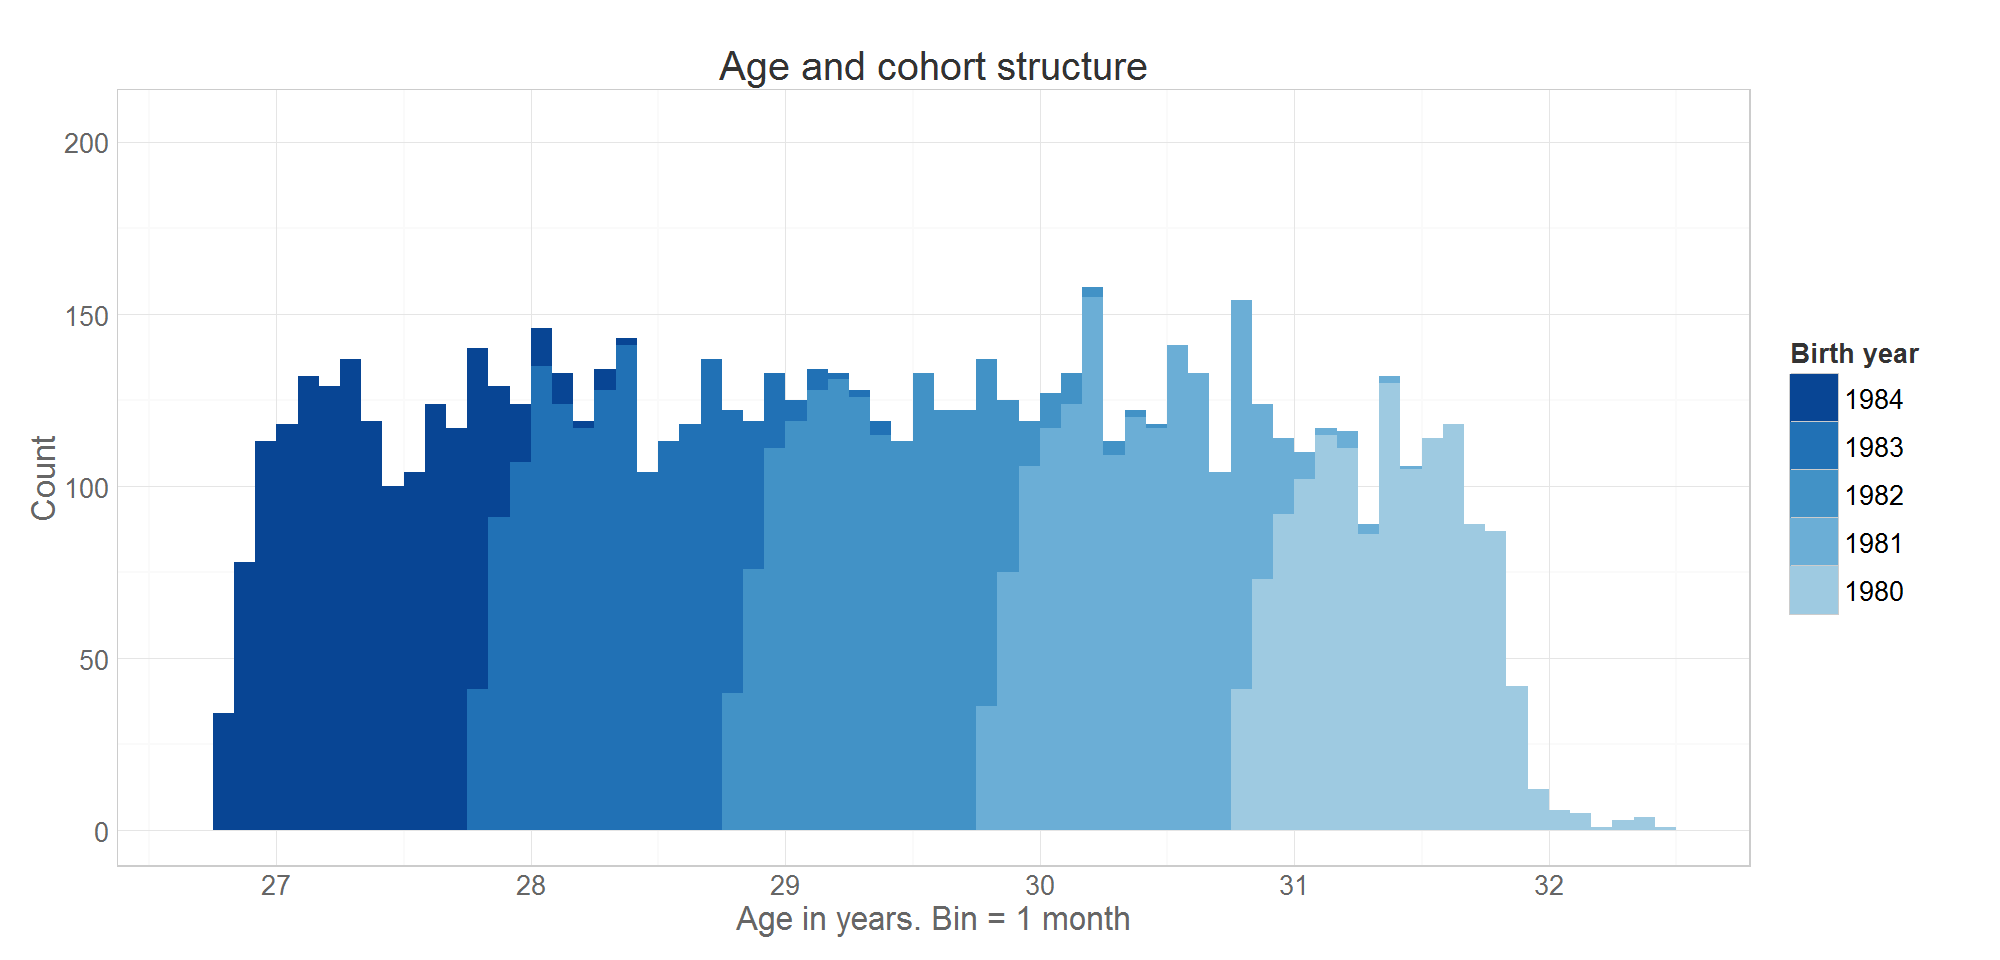 Age and cohort structure
200
150
100
50
0
Count
27 28 29 30 31 32
Age in years. Bin = 1 month
Birth year
1984
1983
1982
1981
1980